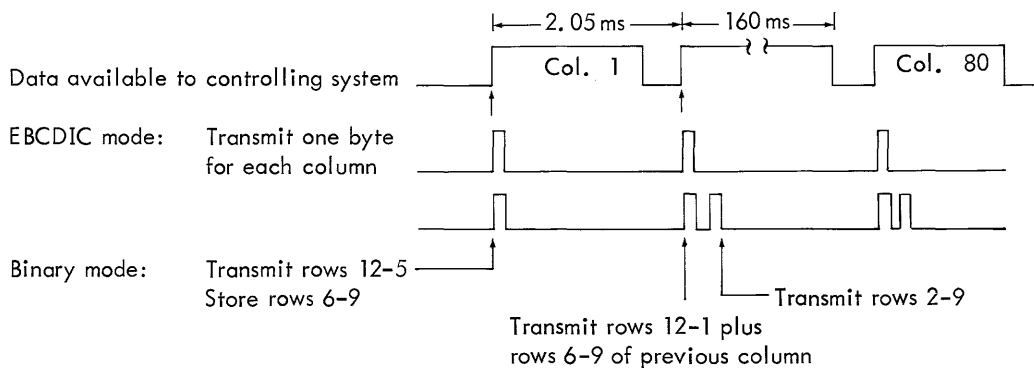 2.05 ms
160 ms
Data available to controlling system
Col. 1
Col. 80
EBCDIC mode: Transmit one byte
for each column
Binary mode: Transmit rows 12-5
Store rows 6-9
Transmit rows 2-9
Transmit rows 12-1 plus
rows 6-9 of previous column